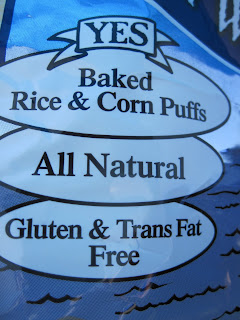 YES
Baked
Rice & Corn Puffs
All Natural
Gluten & Trans Fat
Free